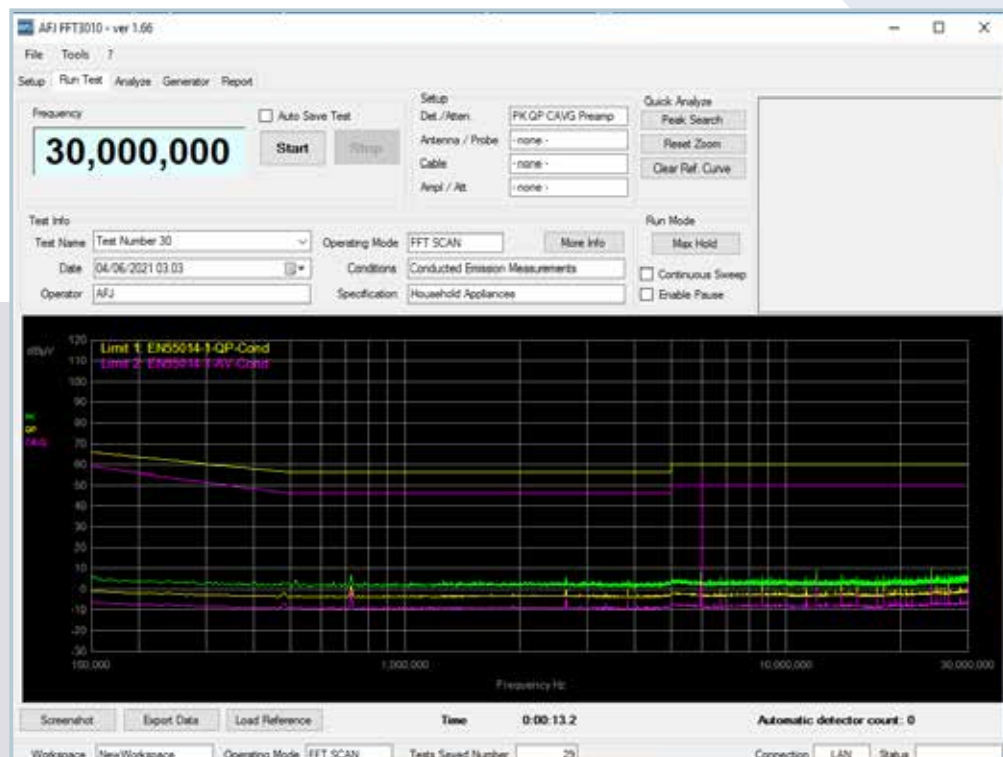 AFJ FFT3010 - ver 1.66
File Tools ?
Setup Run Test Analyze Generator Report
Frequency
30,000,000
Auto Save Test
Start Stop
Setup
Det./Atten. PK QP CAVG Preamp
Antenna / Probe - none -
Cable - none -
Ampl / Att - none -
Quick Analyze
Peak Search
Reset Zoom
Clear Ref. Curve
Test Info
Test Name Test Number 30
Date 04/06/2021 03.03
Operator AFJ
Operating Mode FFT SCAN More Info
Conditions Conducted Emission Measurements
Specification Household Appliances
Run Mode
Max Hold
Continuous Sweep
Enable Pause
dBµV
Limit 1: EN55014-1-QP-Cond
Limit 2: EN55014-1-AV-Cond
120
110
100
90
80
70
60
50
40
30
20
10
0
-10
-20
-30
PK
QP
CAVG
150,000 1,000,000 10,000,000 30,000,000
Frequency Hz
Screenshot Export Data Load Reference Time 0:00:13.2 Automatic detector count: 0
Workspace NewWorkspace Operating Mode FFT SCAN Tests Saved Number 29 Connection LAN Status